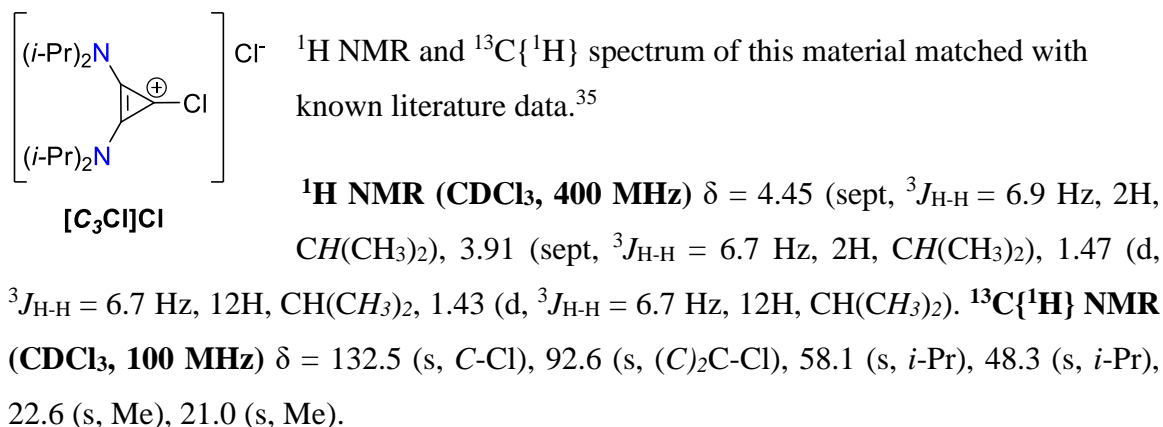 (i-Pr)₂N
⊕
Cl
Cl⁻
(i-Pr)₂N
[C₃Cl]Cl
¹H NMR and ¹³C{¹H} spectrum of this material matched with
known literature data.³⁵
¹H NMR (CDCl₃, 400 MHz) δ = 4.45 (sept, ³J_H-H = 6.9 Hz, 2H,
CH(CH₃)₂), 3.91 (sept, ³J_H-H = 6.7 Hz, 2H, CH(CH₃)₂), 1.47 (d,
³J_H-H = 6.7 Hz, 12H, CH(CH₃)₂, 1.43 (d, ³J_H-H = 6.7 Hz, 12H, CH(CH₃)₂). ¹³C{¹H} NMR
(CDCl₃, 100 MHz) δ = 132.5 (s, C-Cl), 92.6 (s, (C)₂C-Cl), 58.1 (s, i-Pr), 48.3 (s, i-Pr),
22.6 (s, Me), 21.0 (s, Me).